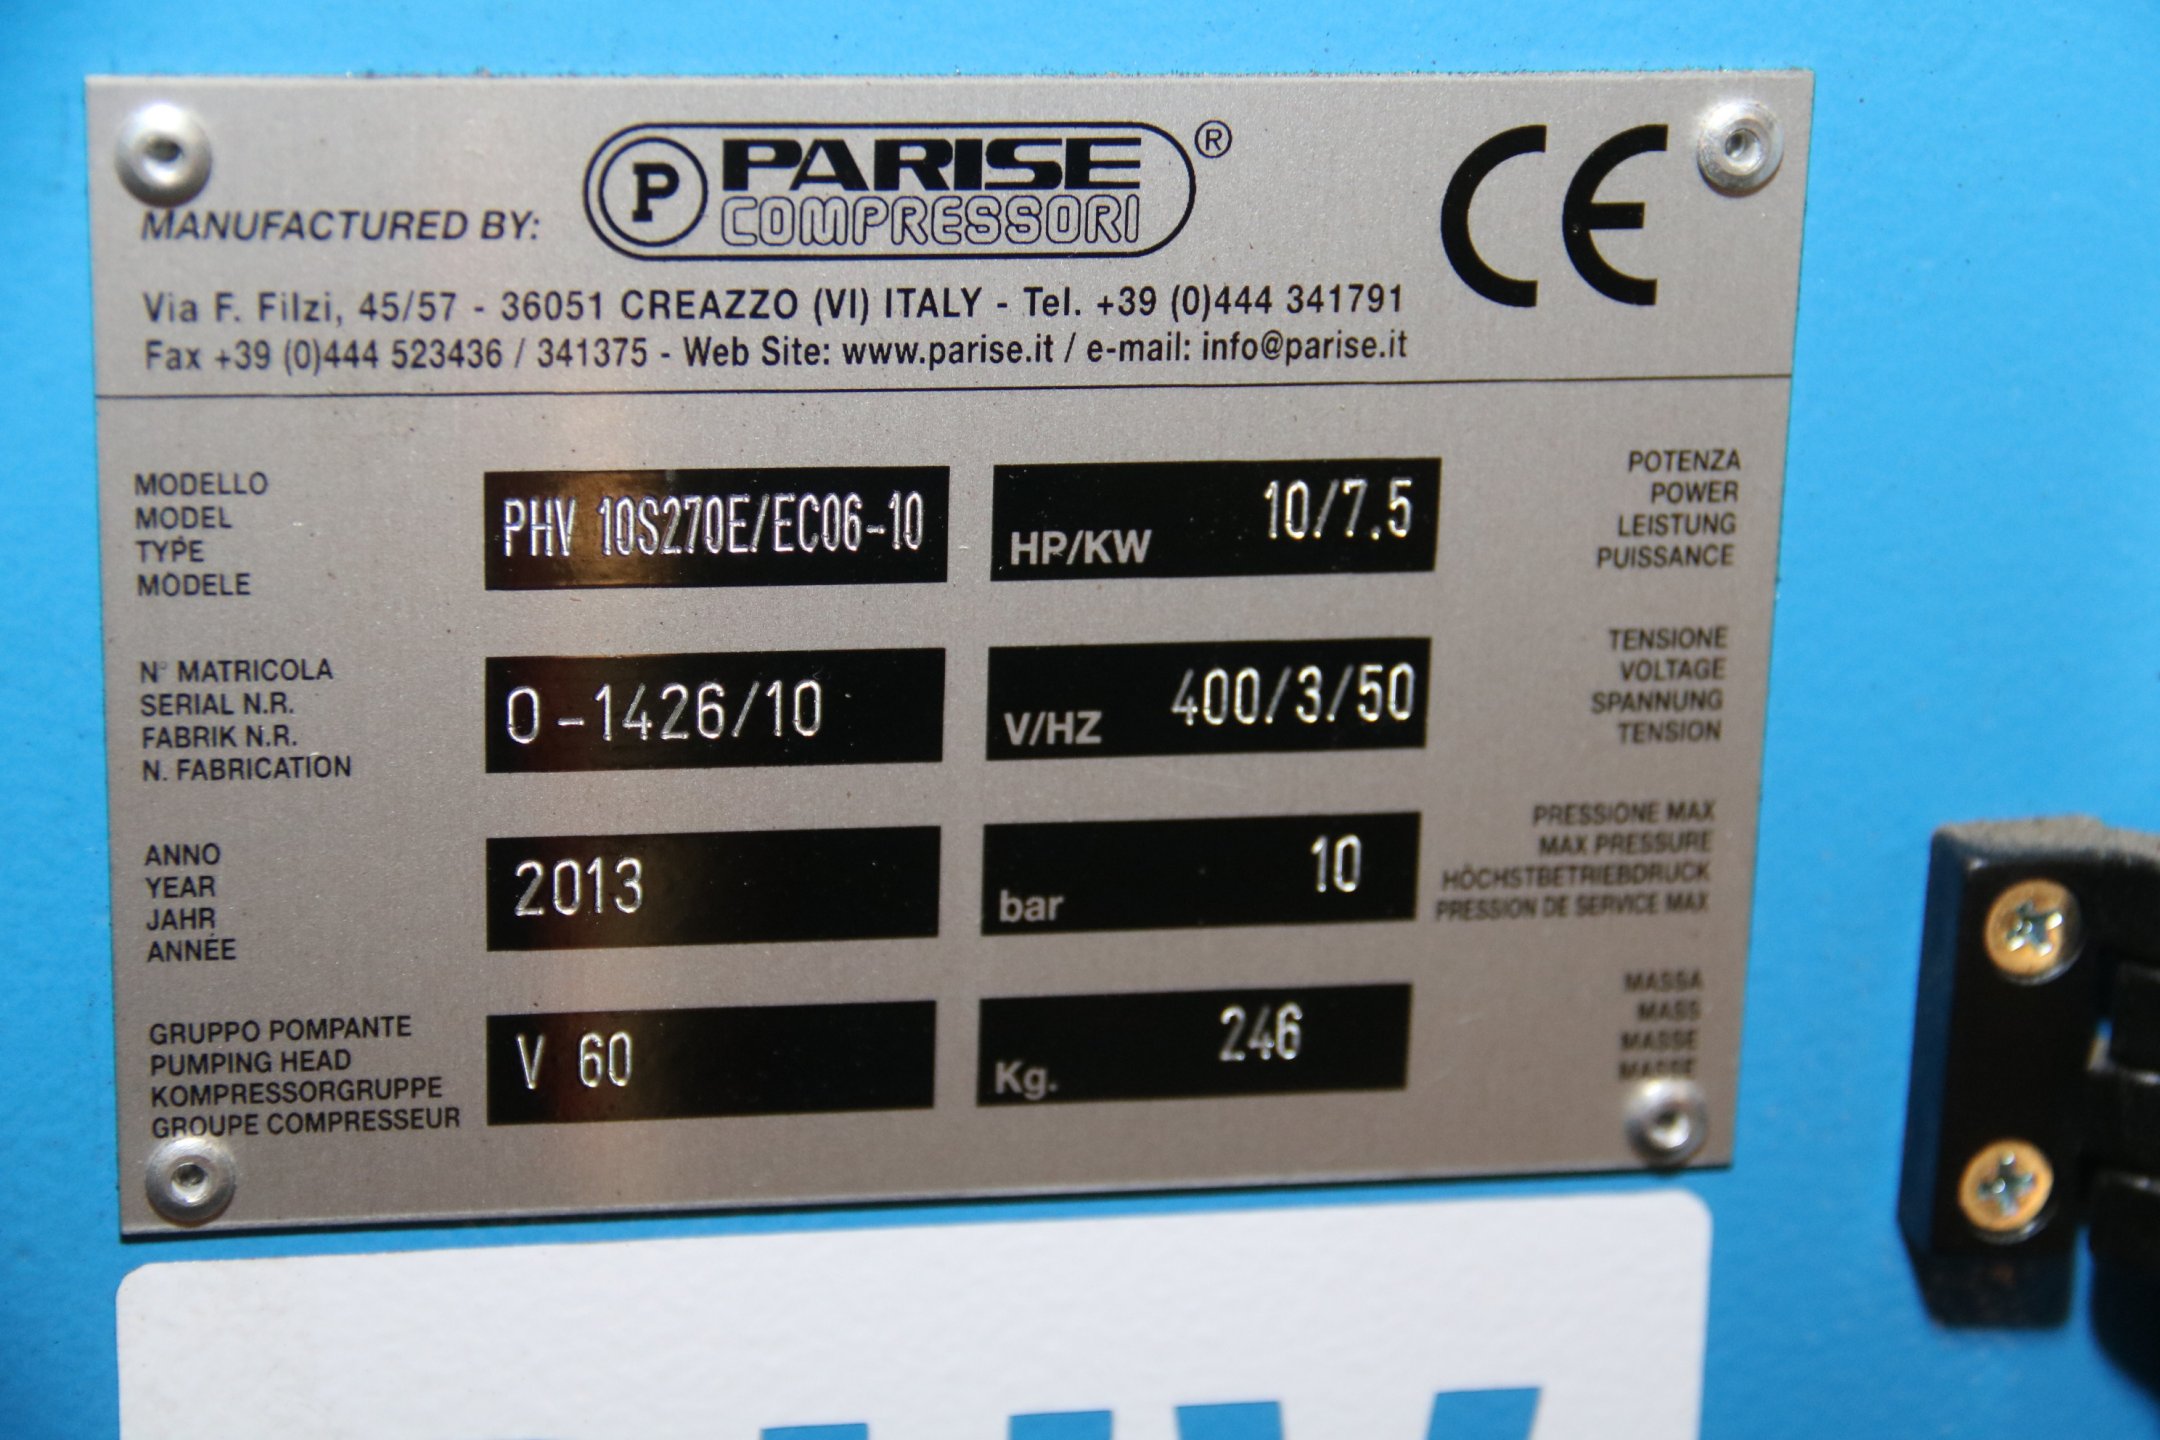 PARISE ®
P
COMPRESSORI
CE
MANUFACTURED BY:
Via F. Filzi, 45/57 - 36051 CREAZZO (VI) ITALY - Tel. +39 (0)444 341791
Fax +39 (0)444 523436 / 341375 - Web Site: www.parise.it / e-mail: info@parise.it
MODELLO
MODEL
TYPE
MODELE
PHV 10S270E/EC06-10
HP/KW 10/7.5
POTENZA
POWER
LEISTUNG
PUISSANCE
N° MATRICOLA
SERIAL N.R.
FABRIK N.R.
N. FABRICATION
0-1426/10
V/HZ 400/3/50
TENSIONE
VOLTAGE
SPANNUNG
TENSION
ANNO
YEAR
JAHR
ANNÉE
2013
bar 10
PRESSIONE MAX
MAX PRESSURE
HÖCHSTBETRIEBDRUCK
PRESSION DE SERVICE MAX
GRUPPO POMPANTE
PUMPING HEAD
KOMPRESSORGRUPPE
GROUPE COMPRESSEUR
V 60
Kg. 246
MASSA
MASS
MASSE
MASSE